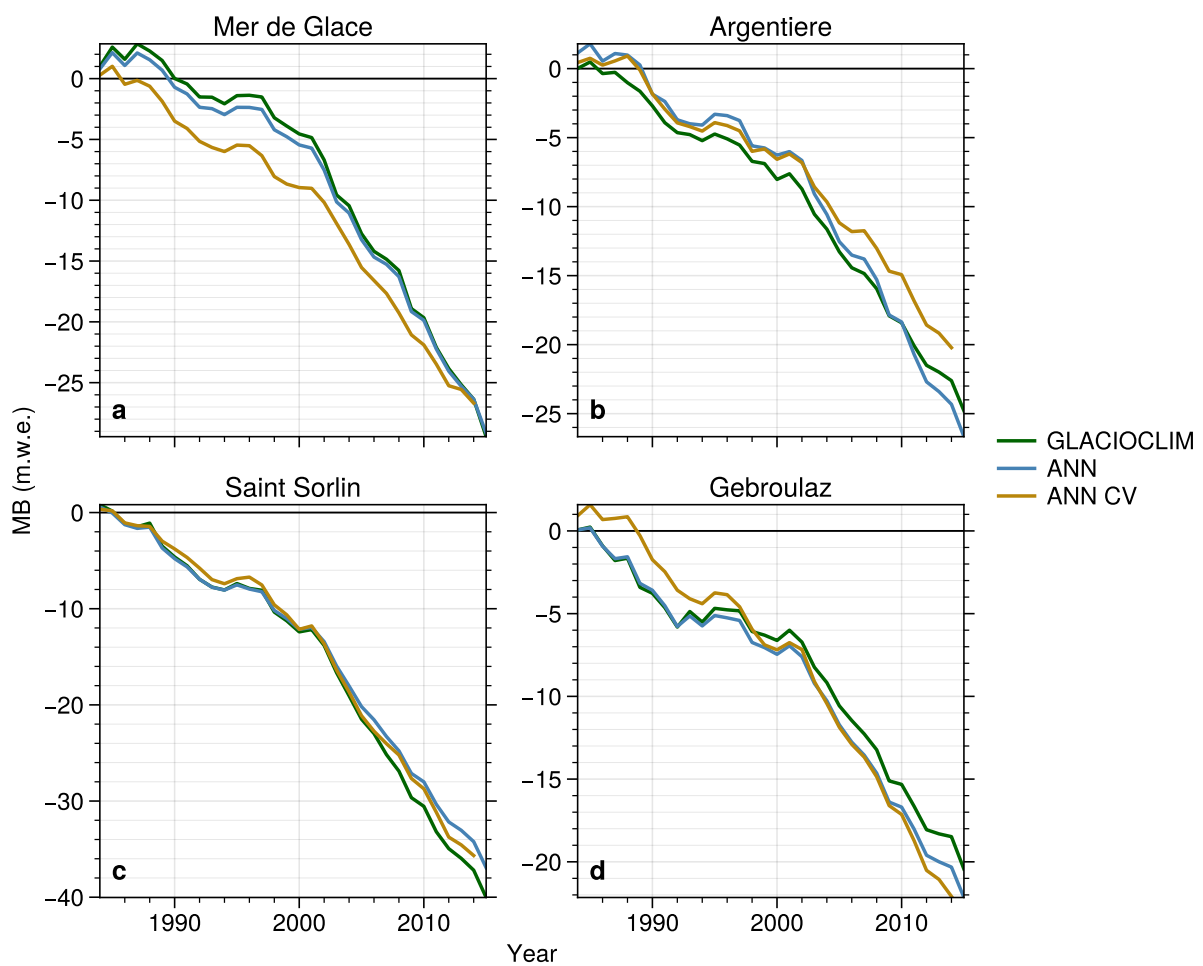 Mer de Glace
Argentiere
0
−5
−10
−15
−20
−25
a
0
−5
−10
−15
−20
−25
b
MB (m.w.e.)
GLACIOCLIM
ANN
ANN CV
Saint Sorlin
Gebroulaz
0
−10
−20
−30
−40
c
1990 2000 2010
0
−5
−10
−15
−20
d
1990 2000 2010
Year